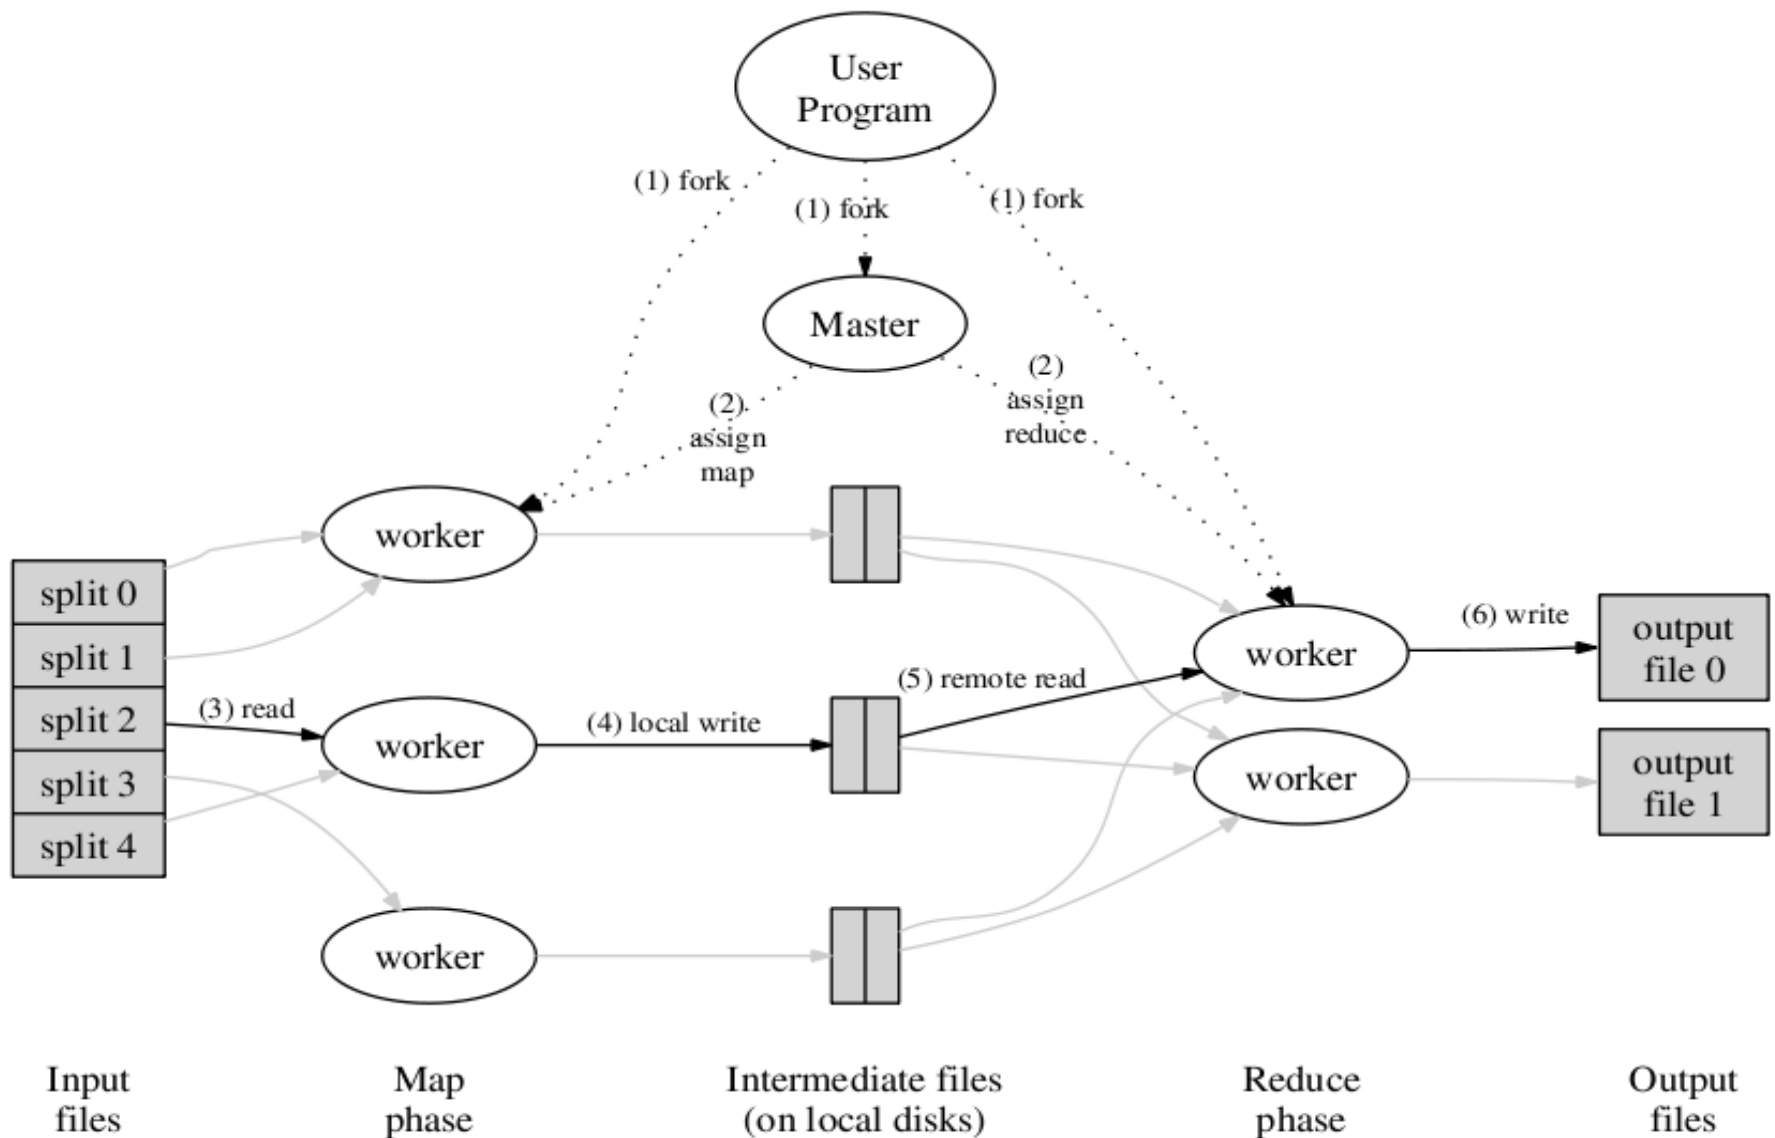 User
Program
(1) fork
(1) fork
(1) fork
Master
(2)
assign
map
(2)
assign
reduce
worker
split 0
split 1
split 2
split 3
split 4
(3) read
worker
(4) local write
worker
(5) remote read
worker
worker
(6) write
output
file 0
output
file 1
Input
files
Map
phase
Intermediate files
(on local disks)
Reduce
phase
Output
files